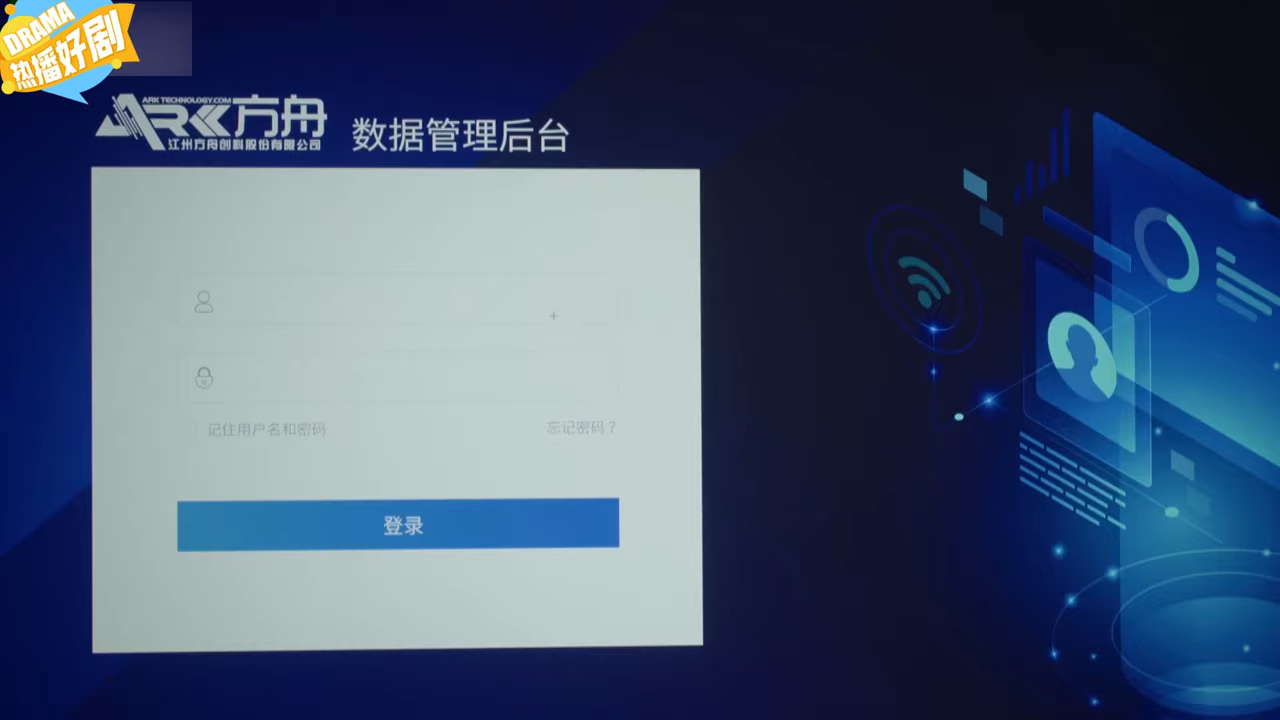 DRAMA
热播好剧
ARK TECHNOLOGY.COM
ARK方舟
江州方舟创科股份有限公司
数据管理后台
记住用户名和密码
忘记密码？
登录